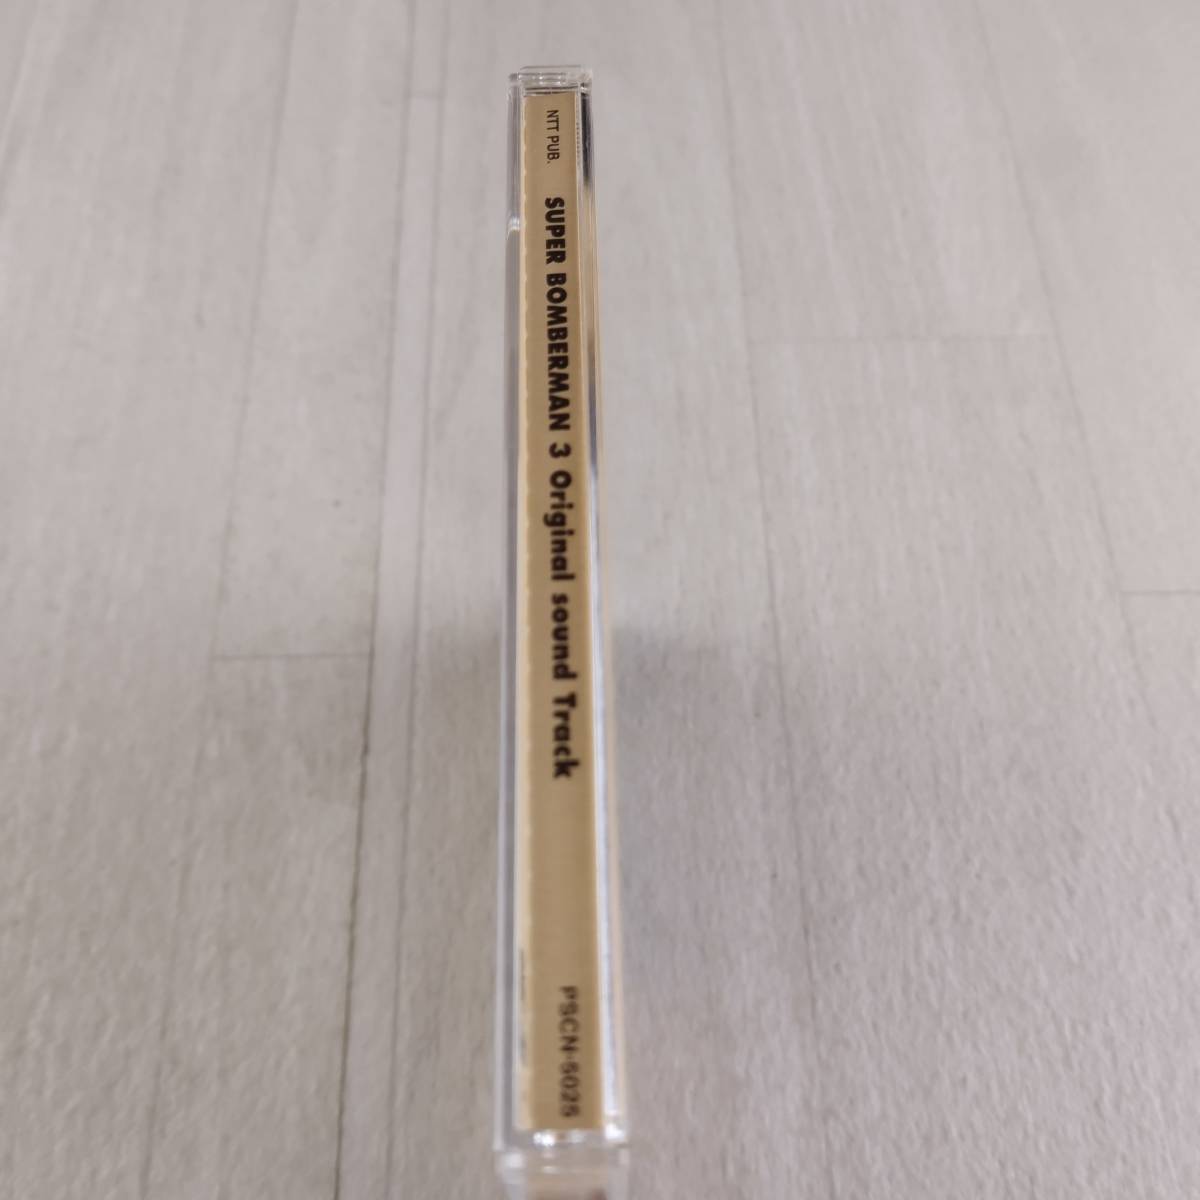 NTT PUB.
SUPER BOMBERMAN 3 Original sound Track
PSCN-5025